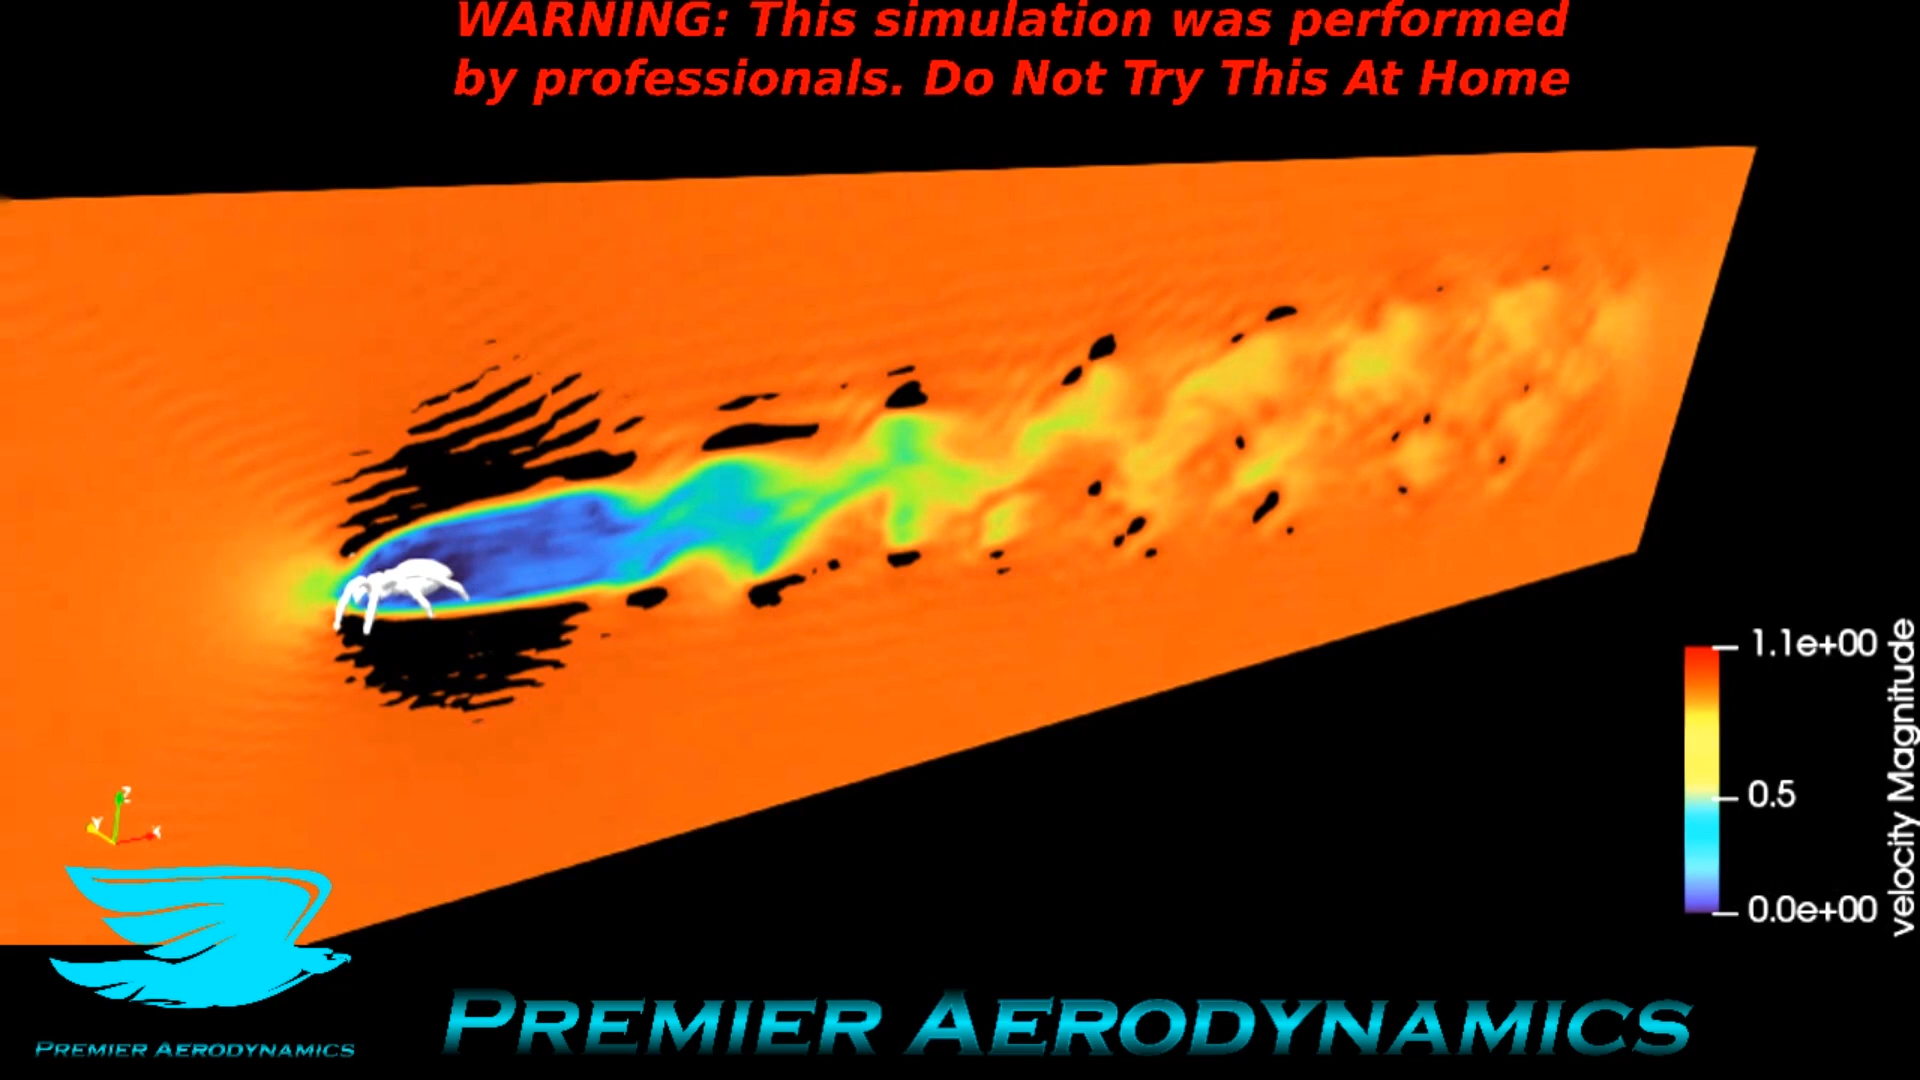 WARNING: This simulation was performed
by professionals. Do Not Try This At Home
1.1e+00
0.5
0.0e+00
velocity Magnitude
Z
Y
X
PREMIER AERODYNAMICS
PREMIER AERODYNAMICS